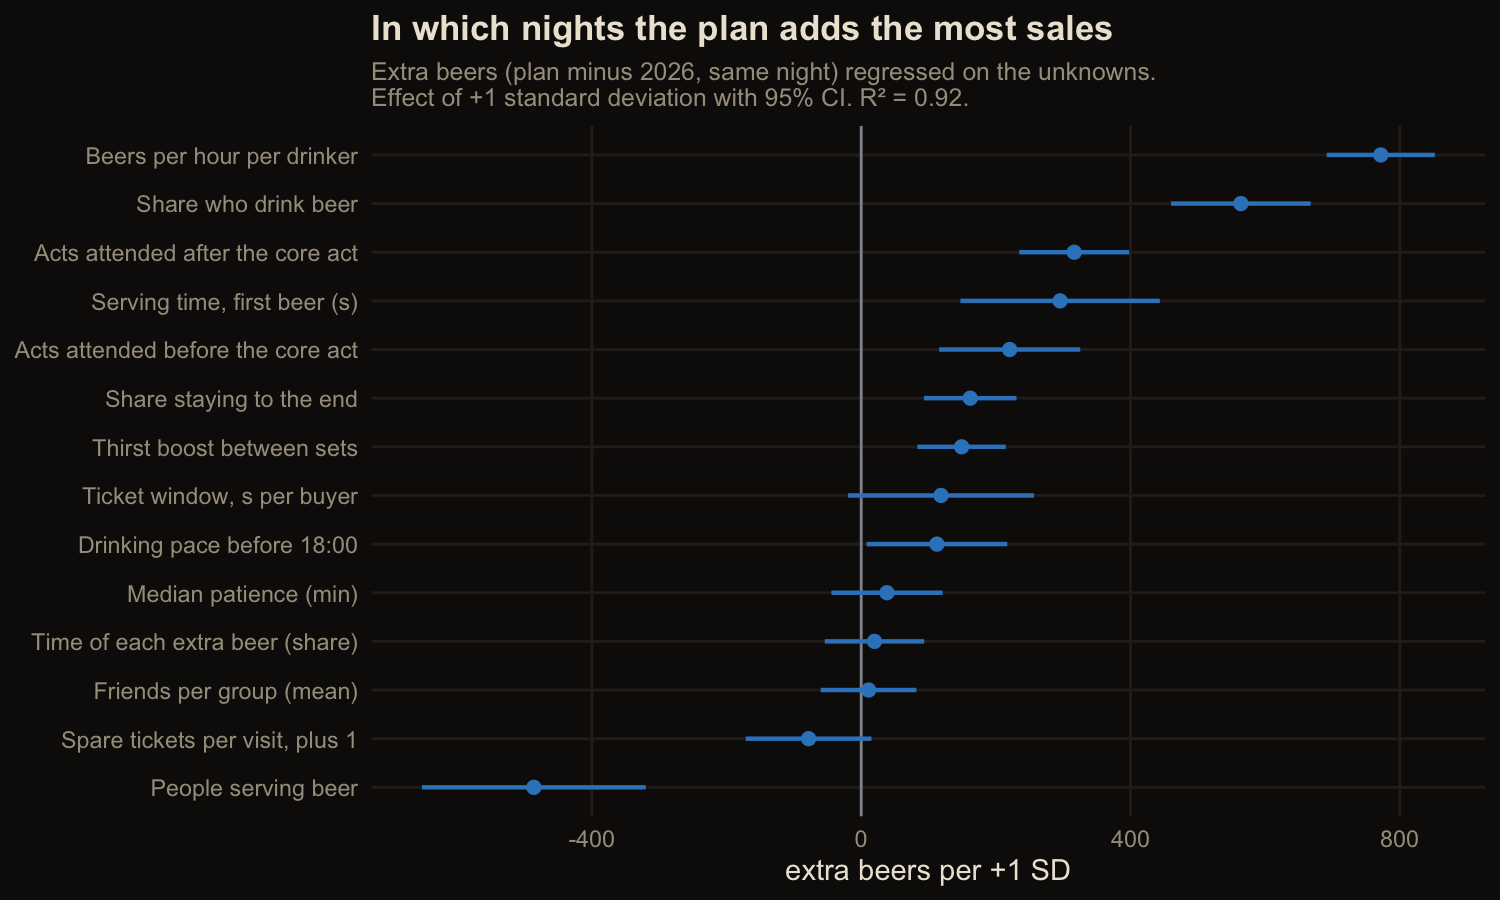 In which nights the plan adds the most sales
Extra beers (plan minus 2026, same night) regressed on the unknowns.
Effect of +1 standard deviation with 95% CI. R² = 0.92.
Beers per hour per drinker
Share who drink beer
Acts attended after the core act
Serving time, first beer (s)
Acts attended before the core act
Share staying to the end
Thirst boost between sets
Ticket window, s per buyer
Drinking pace before 18:00
Median patience (min)
Time of each extra beer (share)
Friends per group (mean)
Spare tickets per visit, plus 1
People serving beer
-400 0 400 800
extra beers per +1 SD